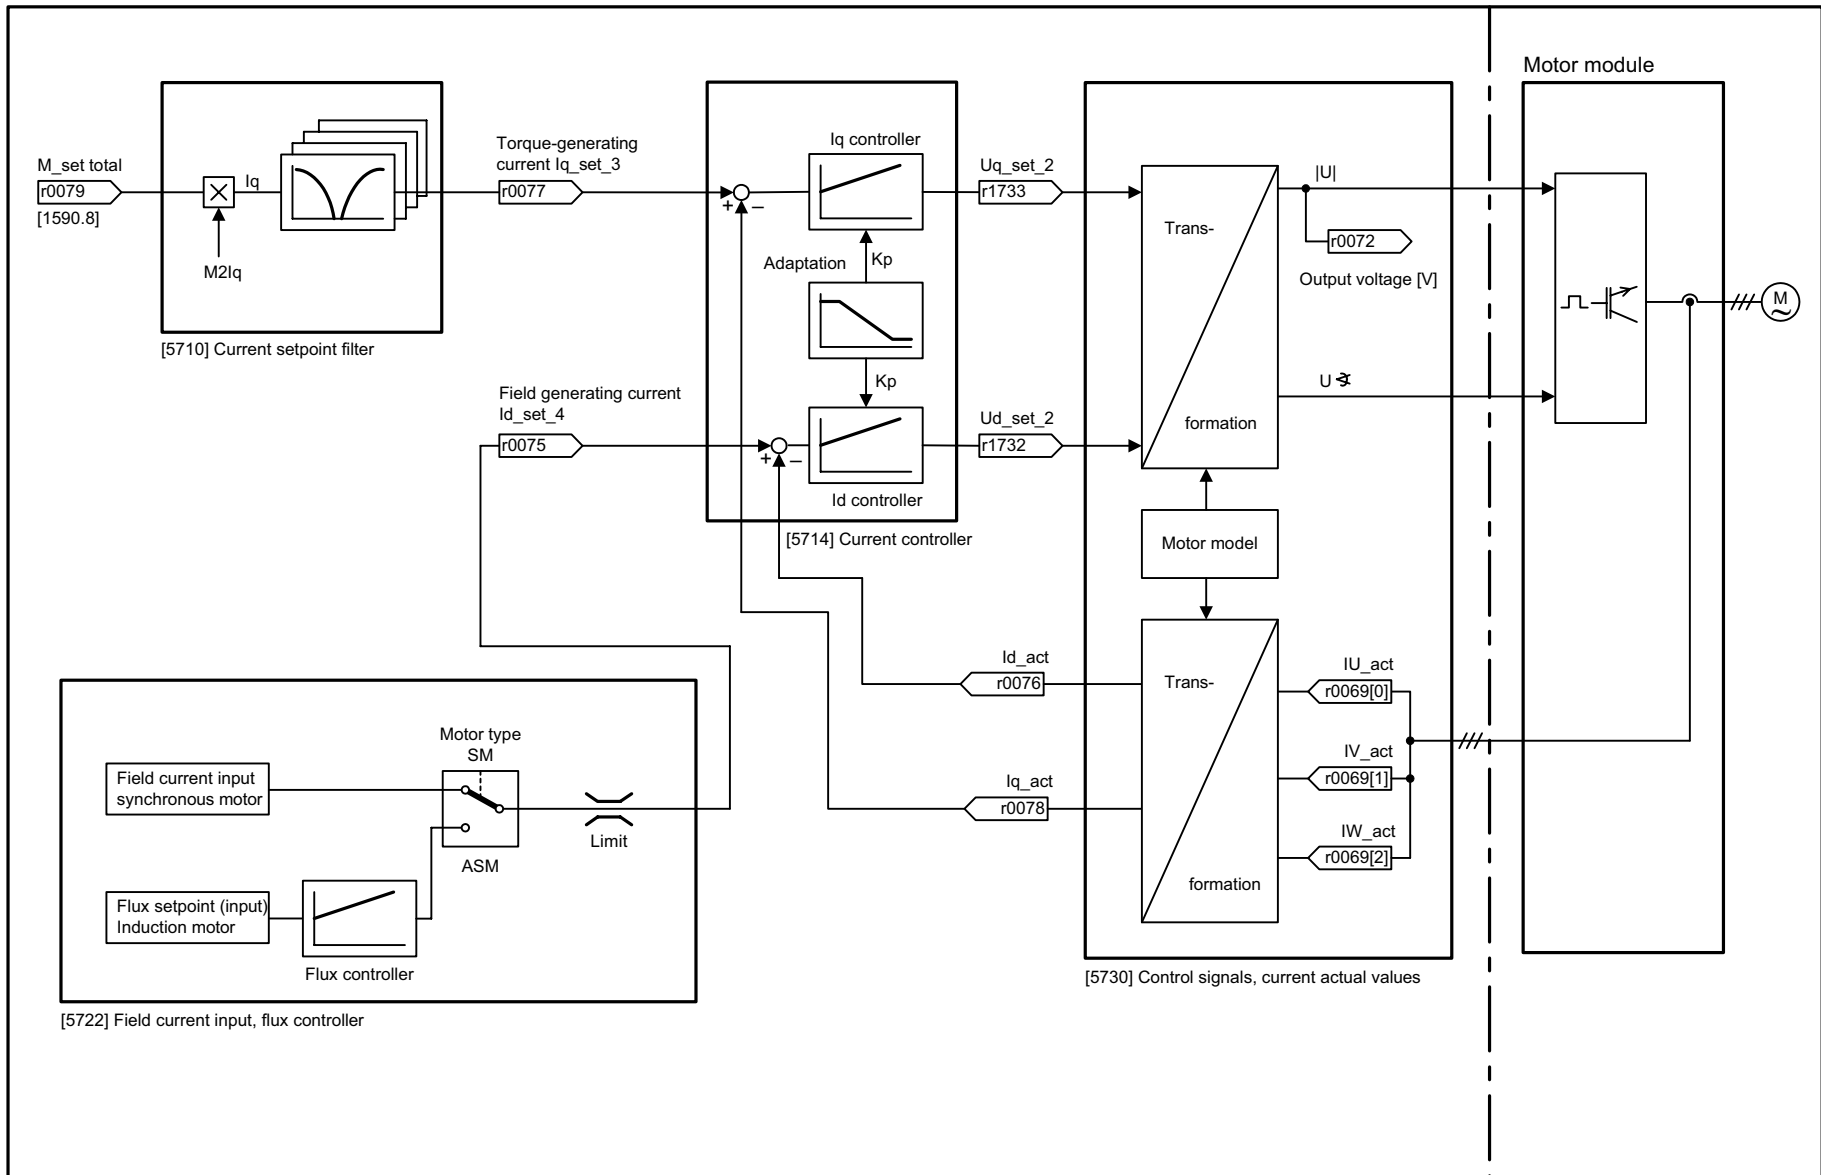 Motor module
M_set total
r0079
[1590.8]
Iq
M2Iq
[5710] Current setpoint filter
Torque-generating
current Iq_set_3
r0077
+
–
Iq controller
Adaptation
Kp
Kp
Id controller
[5714] Current controller
Field generating current
Id_set_4
r0075
+
–
Uq_set_2
r1733
Ud_set_2
r1732
Trans-
formation
|U|
r0072
Output voltage [V]
U ∢
M
~
Motor model
Trans-
formation
Id_act
r0076
Iq_act
r0078
IU_act
r0069[0]
IV_act
r0069[1]
IW_act
r0069[2]
[5730] Control signals, current actual values
Motor type
SM
Field current input
synchronous motor
ASM
Limit
Flux setpoint (input)
Induction motor
Flux controller
[5722] Field current input, flux controller